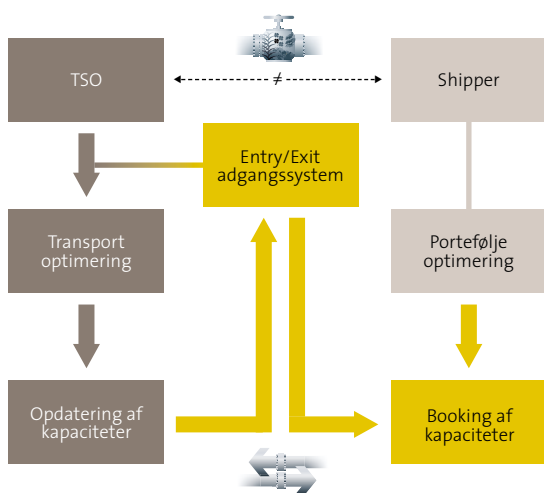 TSO
≠
Shipper
Entry/Exit
adgangssystem
Transport
optimering
Portefølje
optimering
Opdatering af
kapaciteter
Booking af
kapaciteter